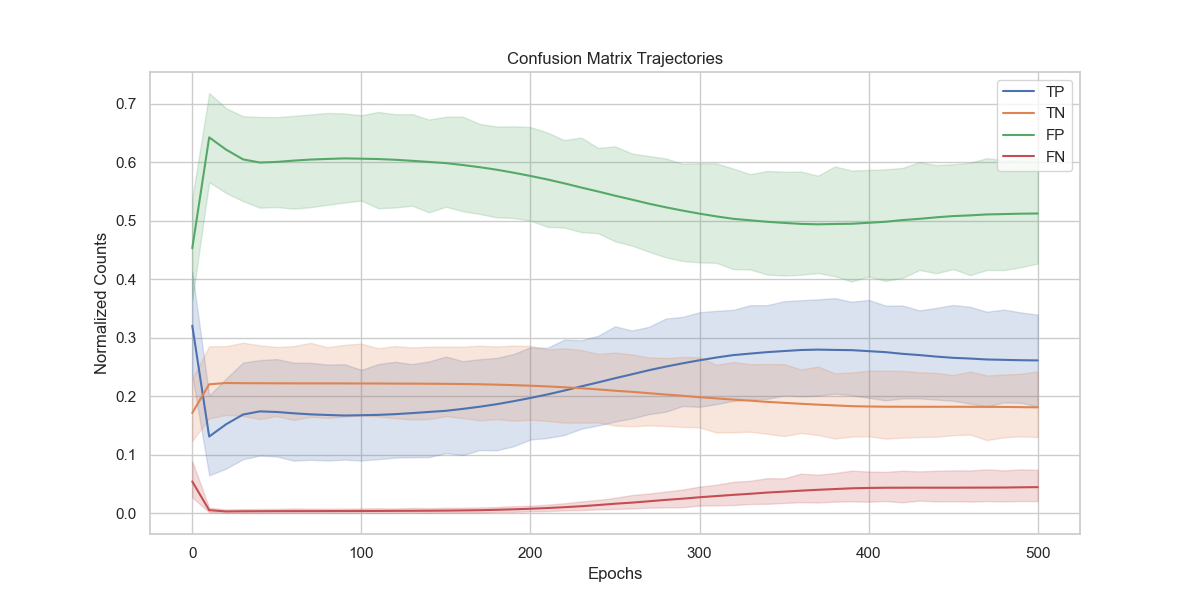 Confusion Matrix Trajectories
TP
TN
FP
FN
Normalized Counts
0.7
0.6
0.5
0.4
0.3
0.2
0.1
0.0
0 100 200 300 400 500
Epochs